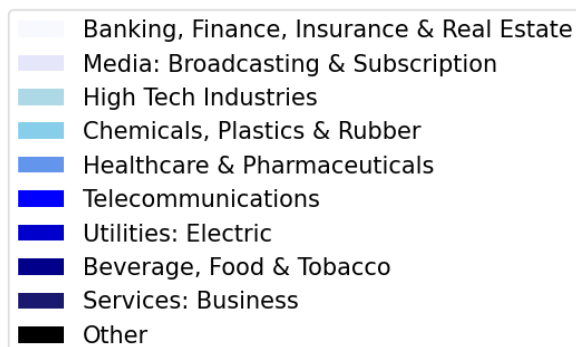 Banking, Finance, Insurance & Real Estate
Media: Broadcasting & Subscription
High Tech Industries
Chemicals, Plastics & Rubber
Healthcare & Pharmaceuticals
Telecommunications
Utilities: Electric
Beverage, Food & Tobacco
Services: Business
Other